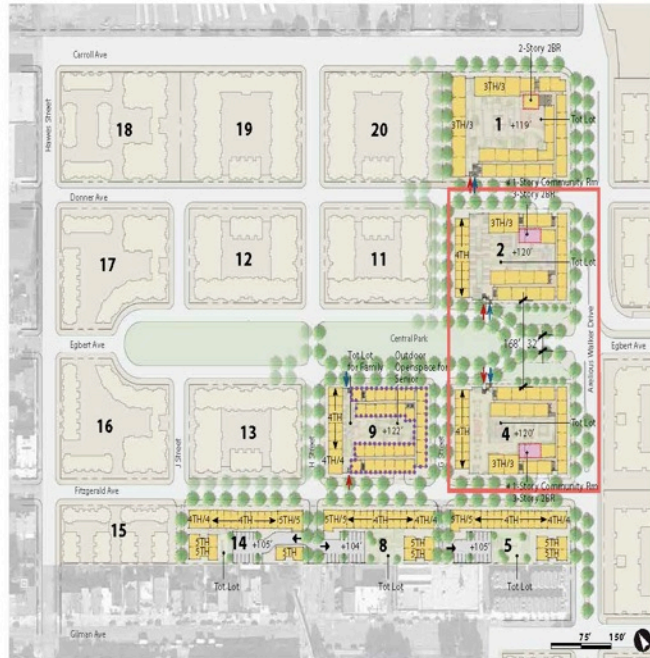 Carroll Ave
2-Story 2BR
Hawes Street
18
19
20
3TH/3
3TH/3
1
+119'
Tot Lot
1-Story Community Rm
3-Story 2BR
Donner Ave
17
12
11
4TH
3TH/3
2
+120'
Tot Lot
Central Park
168'
32'
Arelious Walker Drive
Egbert Ave
Egbert Ave
Tot Lot
for Family
Outdoor
Openspace for
Senior
16
J Street
13
H Street
4TH
4TH/4
9
+122'
G Street
4TH
4
+120'
3TH/3
Tot Lot
1-Story Community Rm
3-Story 2BR
Fitzgerald Ave
15
4TH/4
4TH
5TH/5
5TH/5
4TH
4TH/4
5TH/5
4TH
4TH/4
5TH
5TH
14
+105'
5TH
+104'
8
5TH
5TH
+105'
5
5TH
5TH
Tot Lot
Tot Lot
Tot Lot
Gilman Ave
75'
150'